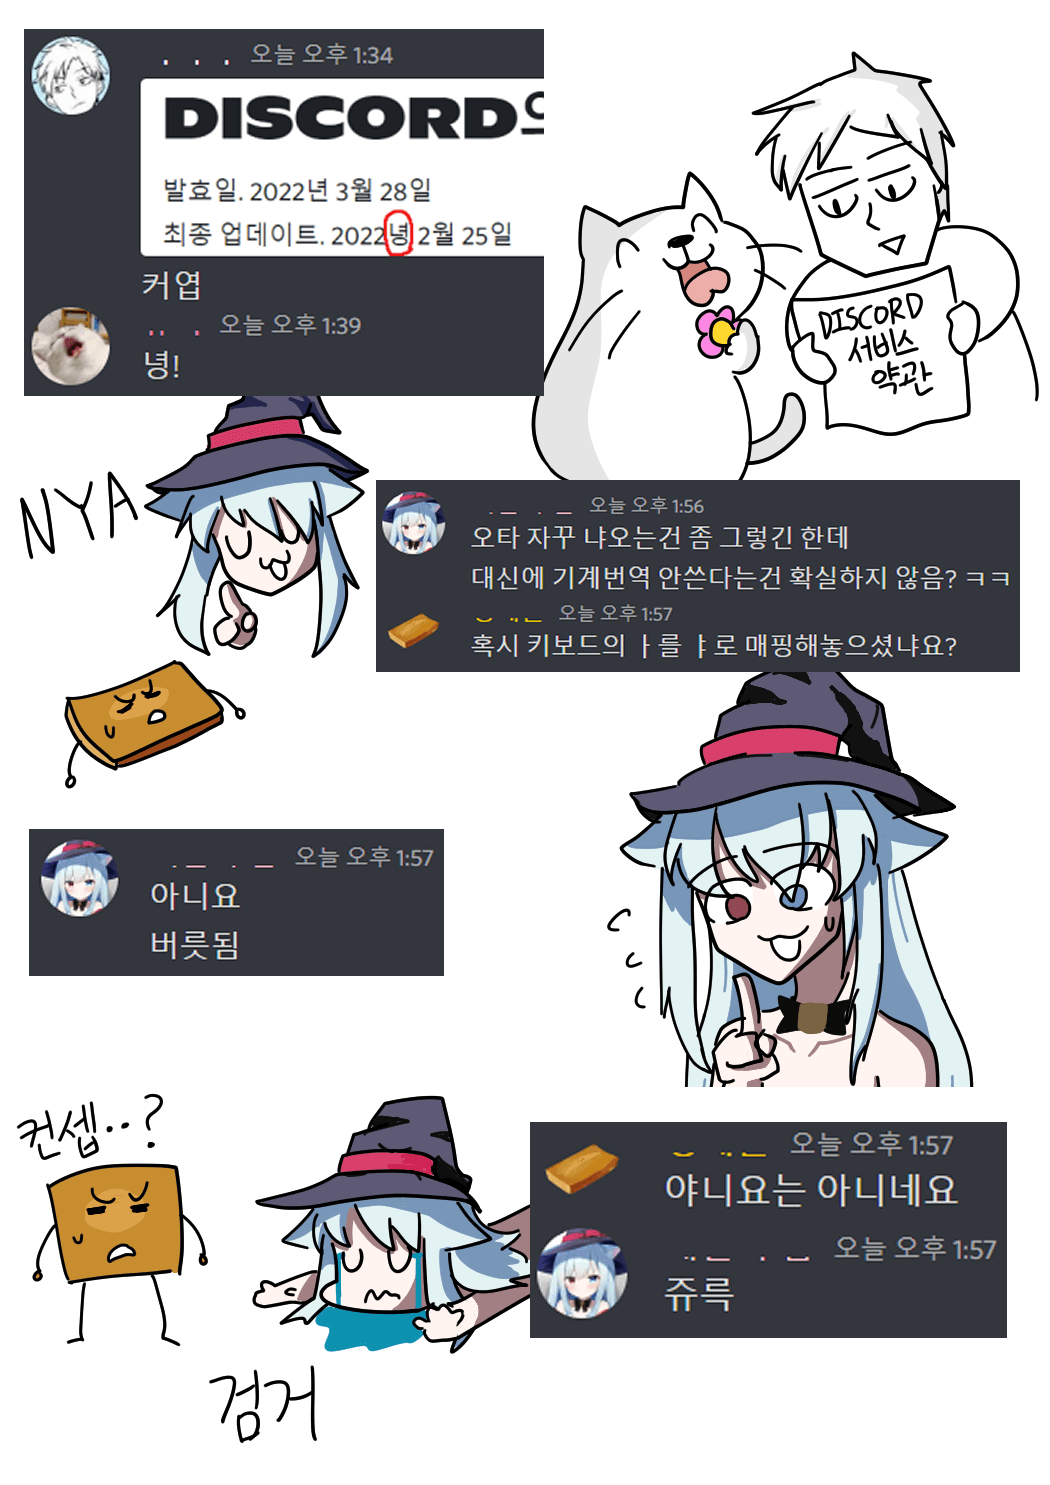 오늘 오후 1:34
DISCORD
발효일. 2022년 3월 28일
최종 업데이트. 2022녕 2월 25일
커엽
오늘 오후 1:39
녕!
DISCORD
서비스
약관
NYA
오늘 오후 1:56
오타 자꾸 냐오는건 좀 그렇긴 한데
대신에 기계번역 안쓴다는건 확실하지 않음? ㅋㅋ
오늘 오후 1:57
혹시 키보드의 ㅏ를 ㅑ로 매핑해놓으셨냐요?
오늘 오후 1:57
아니요
버릇됨
컨셉..?
오늘 오후 1:57
야니요는 아니네요
오늘 오후 1:57
쥬륵
검거